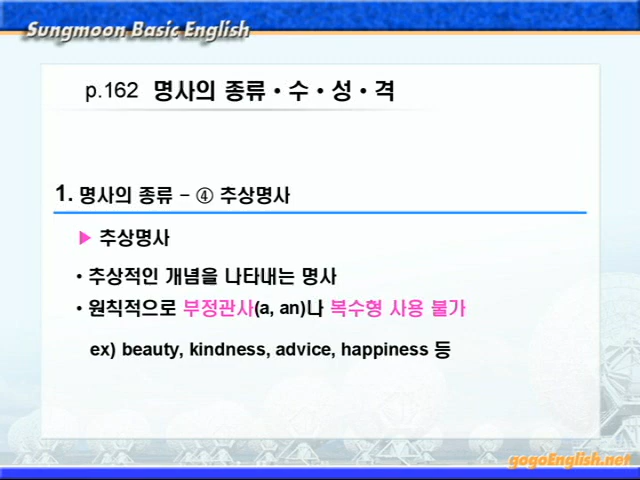 Sungmoon Basic English
p.162 명사의 종류 • 수 • 성 • 격
1. 명사의 종류 - ④ 추상명사
▶ 추상명사
• 추상적인 개념을 나타내는 명사
• 원칙적으로 부정관사(a, an)나 복수형 사용 불가
ex) beauty, kindness, advice, happiness 등
gogoEnglish.net